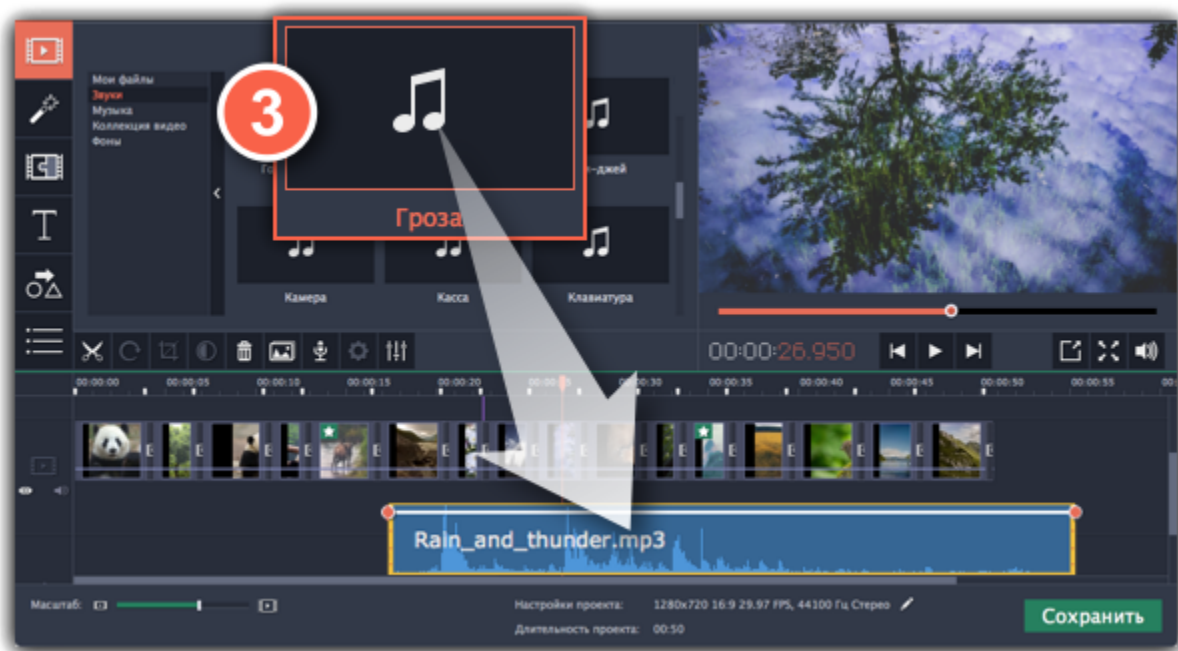 Мои файлы
Звуки
Музыка
Коллекция видео
Фоны
3
Гроза
Камера
Касса
Клавиатура
00:00:26.950
00:00:00 00:00:05 00:00:10 00:00:15 00:00:20 00:00:30 00:00:35 00:00:40 00:00:45 00:00:50 00:00:55
Rain_and_thunder.mp3
Масштаб:
Настройки проекта: 1280x720 16:9 29.97 FPS, 44100 Гц Стерео
Длительность проекта: 00:50
Сохранить